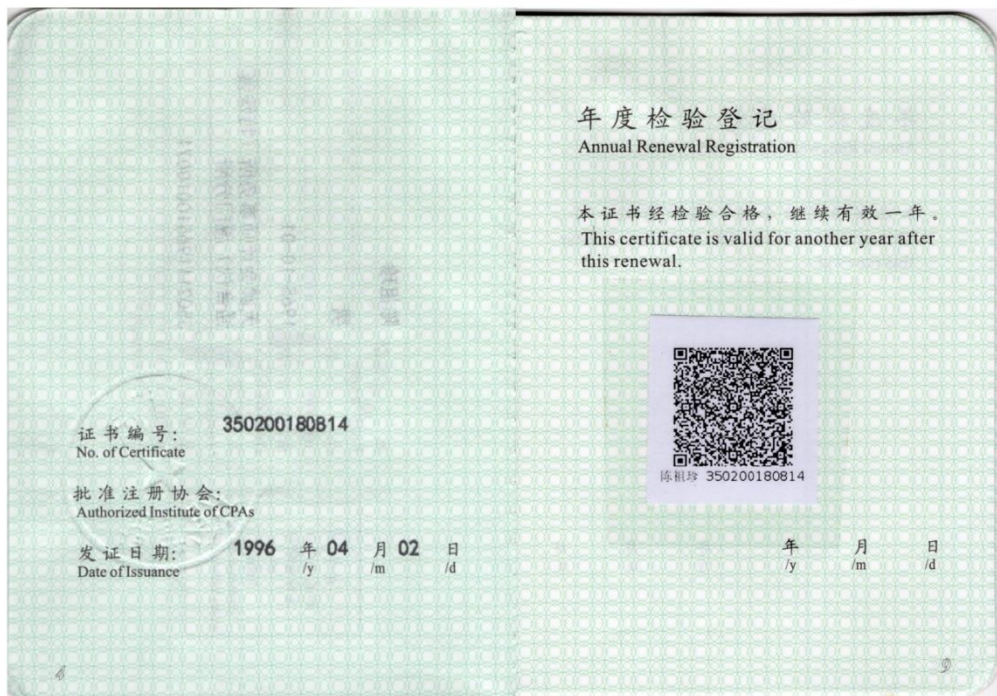 证书编号: 350200180814
No. of Certificate
批准注册协会:
Authorized Institute of CPAs
发证日期: 1996 年 04 月 02 日
Date of Issuance /y /m /d
年度检验登记
Annual Renewal Registration
本证书经检验合格，继续有效一年。
This certificate is valid for another year after
this renewal.
陈祖珍 350200180814
年 月 日
/y /m /d
9